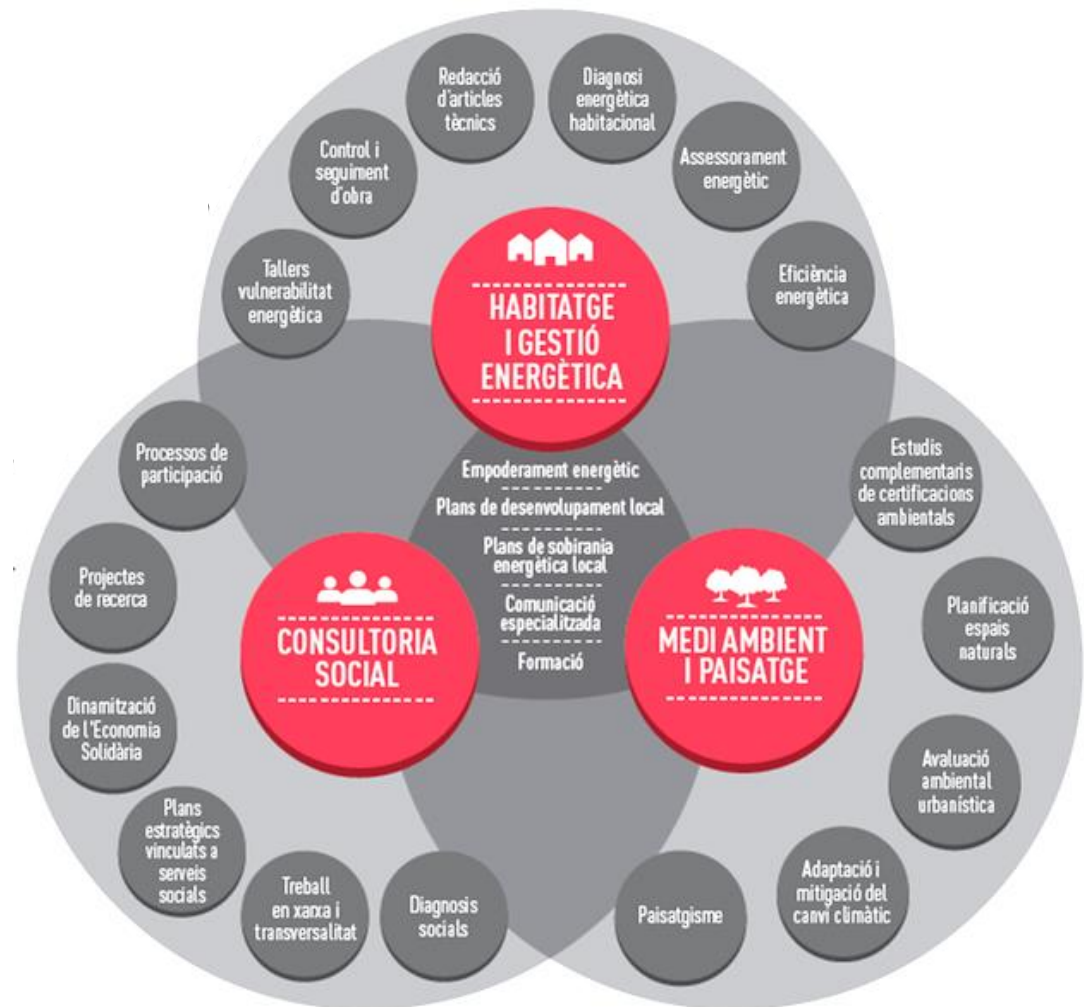 Redacció
d'articles
tècnics
Diagnosi
energètica
habitacional
Control i
seguiment
d'obra
Assessorament
energètic
Tallers
vulnerabilitat
energètica
Eficiència
energètica
HABITATGE
I GESTIÓ
ENERGÈTICA
Processos de
participació
Empoderament energètic
Plans de desenvolupament local
Plans de sobirania
energètica local
Comunicació
especialitzada
Formació
Estudis
complementaris
de certificacions
ambientals
Projectes
de recerca
CONSULTORIA
SOCIAL
MEDI AMBIENT
I PAISATGE
Planificació
espais
naturals
Dinamització
de l'Economia
Solidària
Avaluació
ambiental
urbanística
Plans
estratègics
vinculats a
serveis
socials
Treball
en xarxa i
transversalitat
Diagnosis
socials
Paisatgisme
Adaptació i
mitigació del
canvi climàtic